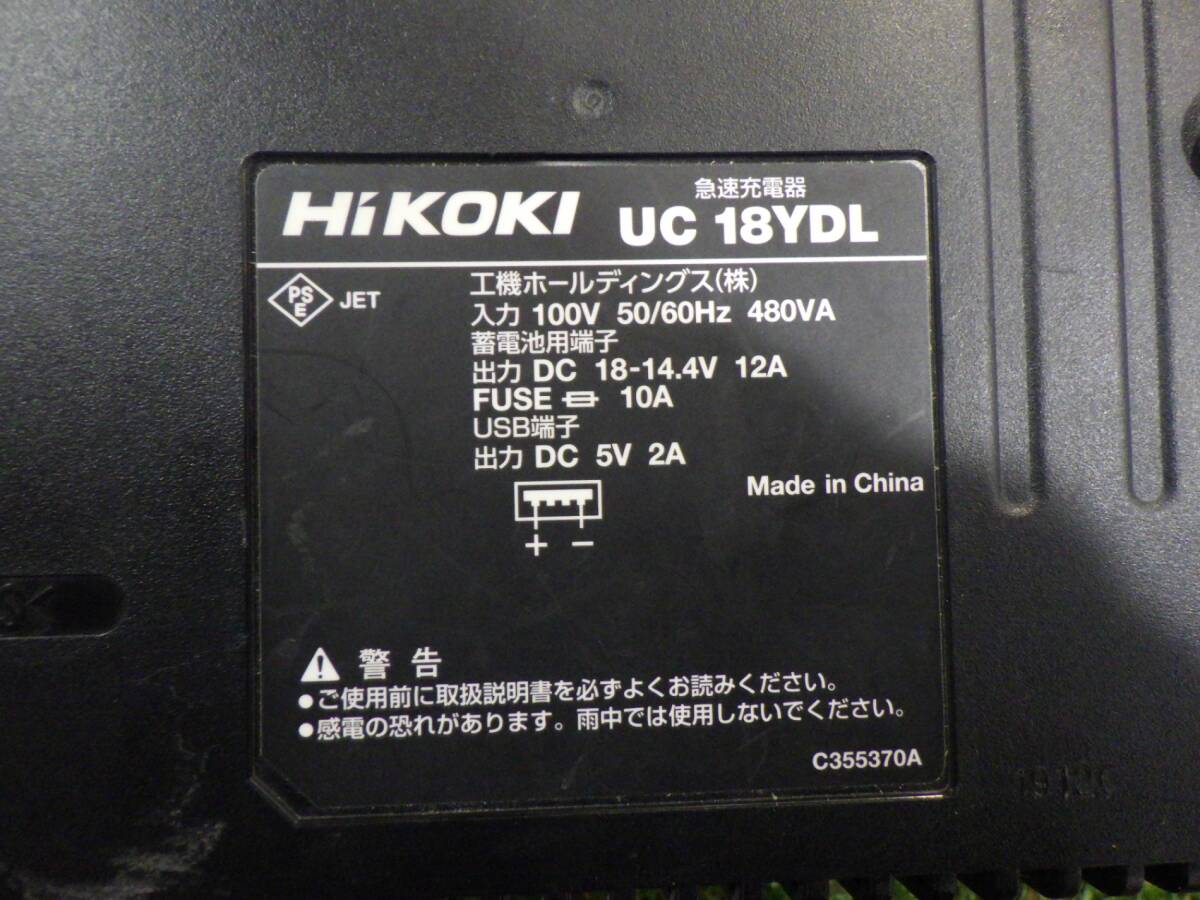 HiKOKI
急速充電器
UC 18YDL
PSE JET
工機ホールディングス(株)
入力 100V 50/60Hz 480VA
蓄電池用端子
出力 DC 18-14.4V 12A
FUSE 10A
USB端子
出力 DC 5V 2A
Made in China
+ −
警告
●ご使用前に取扱説明書を必ずよくお読みください。
●感電の恐れがあります。雨中では使用しないでください。
C355370A